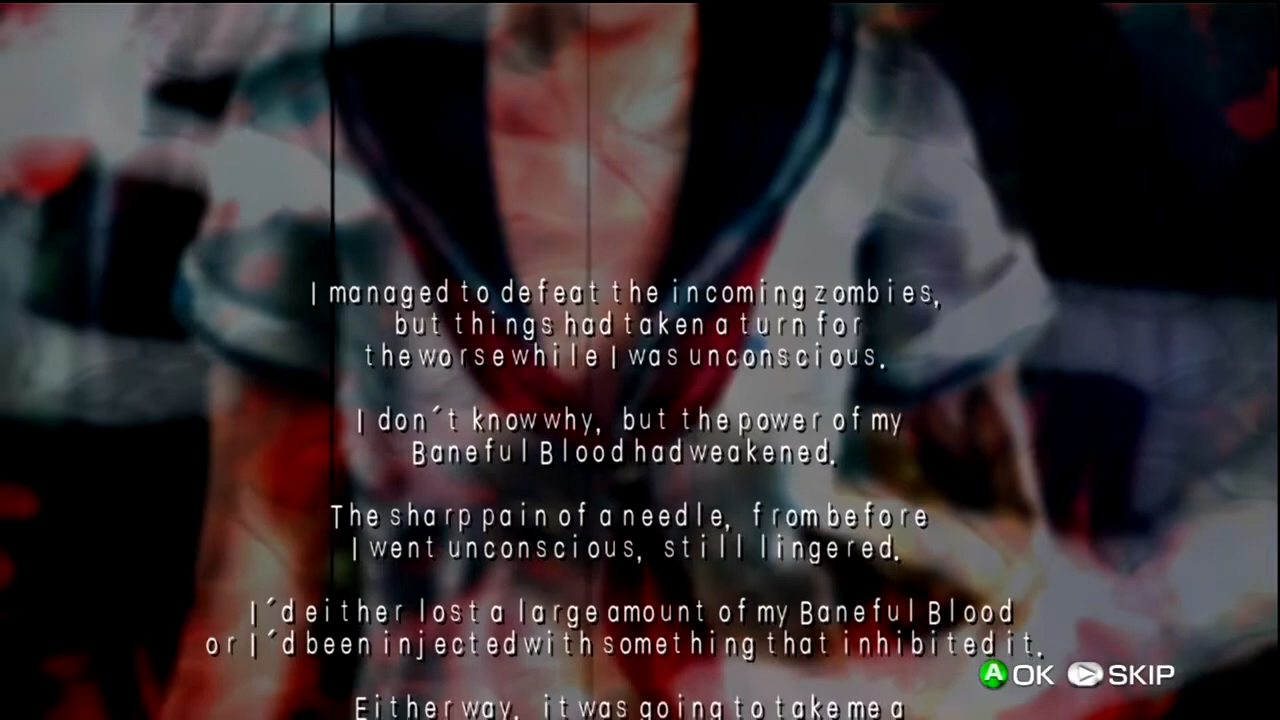 I managed to defeat the incoming zombies,
but things had taken a turn for
the worse while I was unconscious.
I don´t know why, but the power of my
Baneful Blood had weakened.
The sharp pain of a needle, from before
I went unconscious, still lingered.
I´d either lost a large amount of my Baneful Blood
or I´d been injected with something that inhibited it.
A OK SKIP
Either way, it was going to take me a